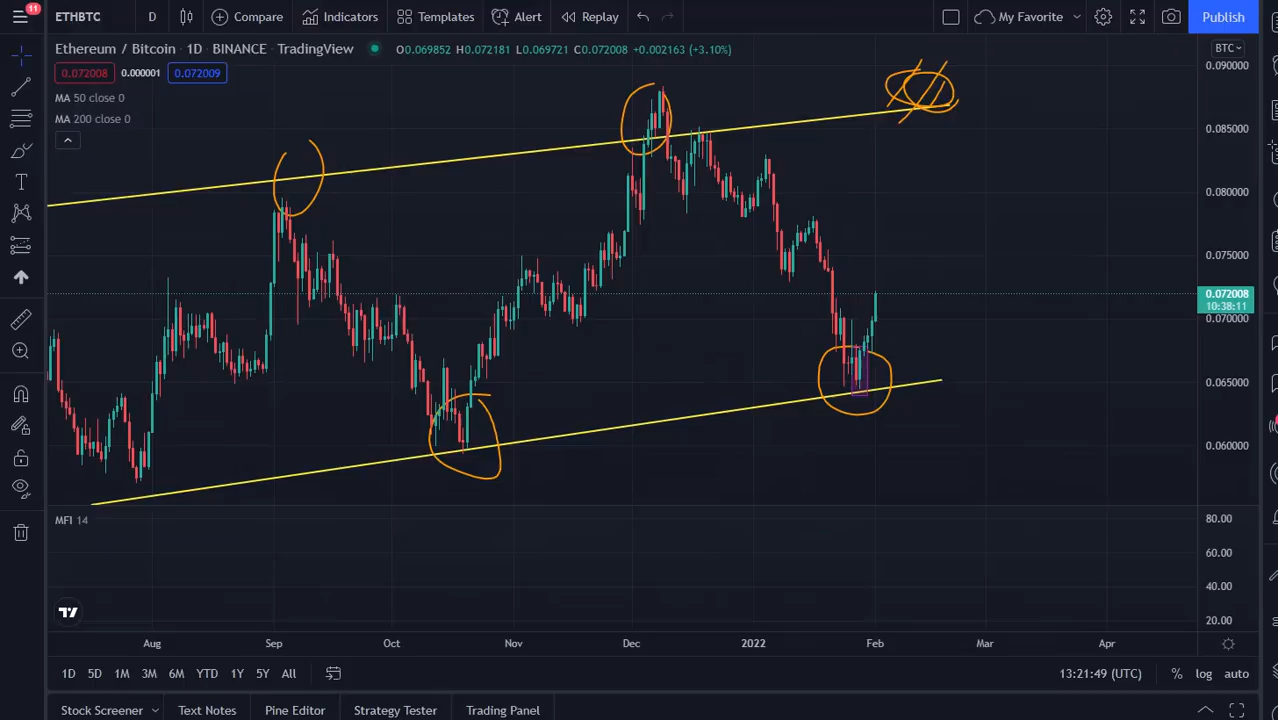 11
ETHBTC D Compare Indicators Templates Alert Replay My Favorite Publish
Ethereum / Bitcoin · 1D · BINANCE · TradingView O0.069852 H0.072181 L0.069721 C0.072008 +0.002163 (+3.10%) BTC
0.072008 0.000001 0.072009
MA 50 close 0
MA 200 close 0
0.090000
0.085000
0.080000
0.075000
0.072008
10:38:11
0.070000
0.065000
0.060000
MFI 14
80.00
60.00
40.00
20.00
Aug Sep Oct Nov Dec 2022 Feb Mar Apr
1D 5D 1M 3M 6M YTD 1Y 5Y All 13:21:49 (UTC) % log auto
Stock Screener Text Notes Pine Editor Strategy Tester Trading Panel